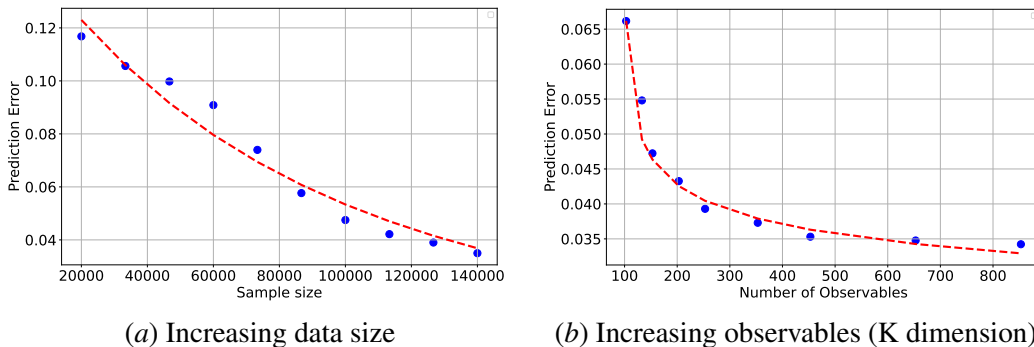 0.12
0.10
0.08
0.06
0.04
Prediction Error
20000 40000 60000 80000 100000 120000 140000
Sample size
(a) Increasing data size
0.065
0.060
0.055
0.050
0.045
0.040
0.035
Prediction Error
100 200 300 400 500 600 700 800
Number of Observables
(b) Increasing observables (K dimension)